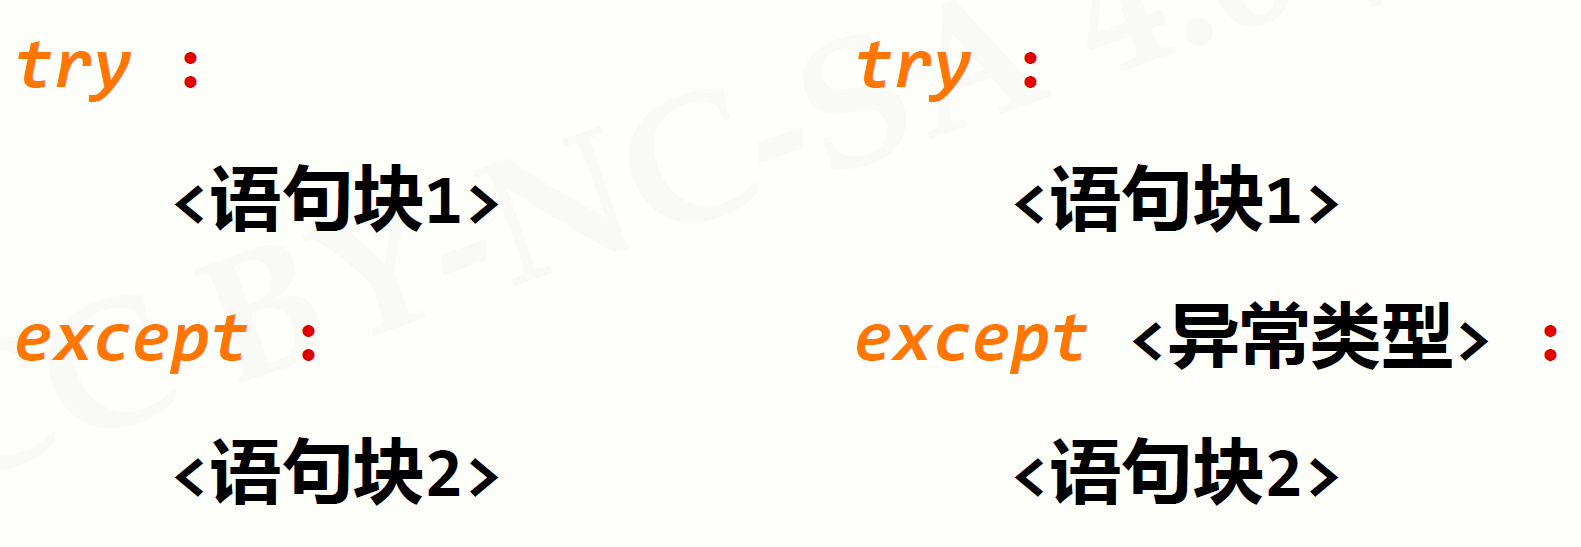 try :
<语句块1>
except :
<语句块2>
try :
<语句块1>
except <异常类型> :
<语句块2>
CC BY-NC-SA 4.0